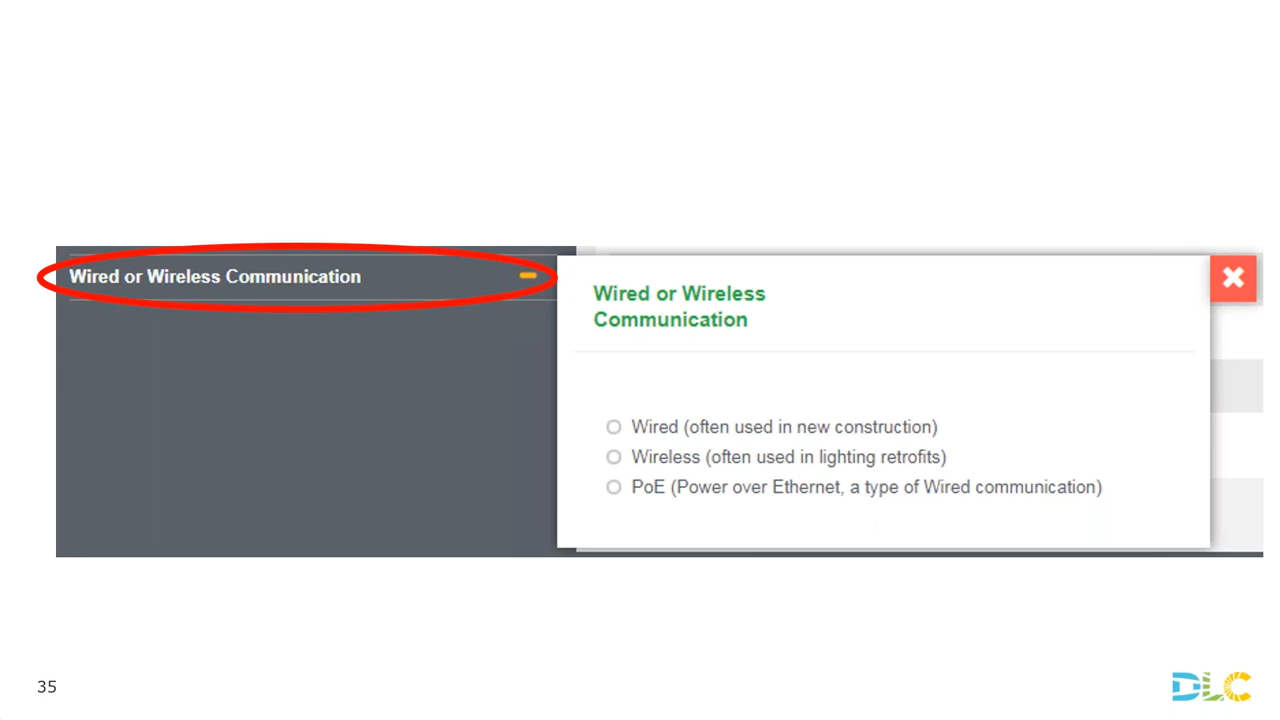 Wired or Wireless Communication
Wired or Wireless
Communication
Wired (often used in new construction)
Wireless (often used in lighting retrofits)
PoE (Power over Ethernet, a type of Wired communication)
35
DLC